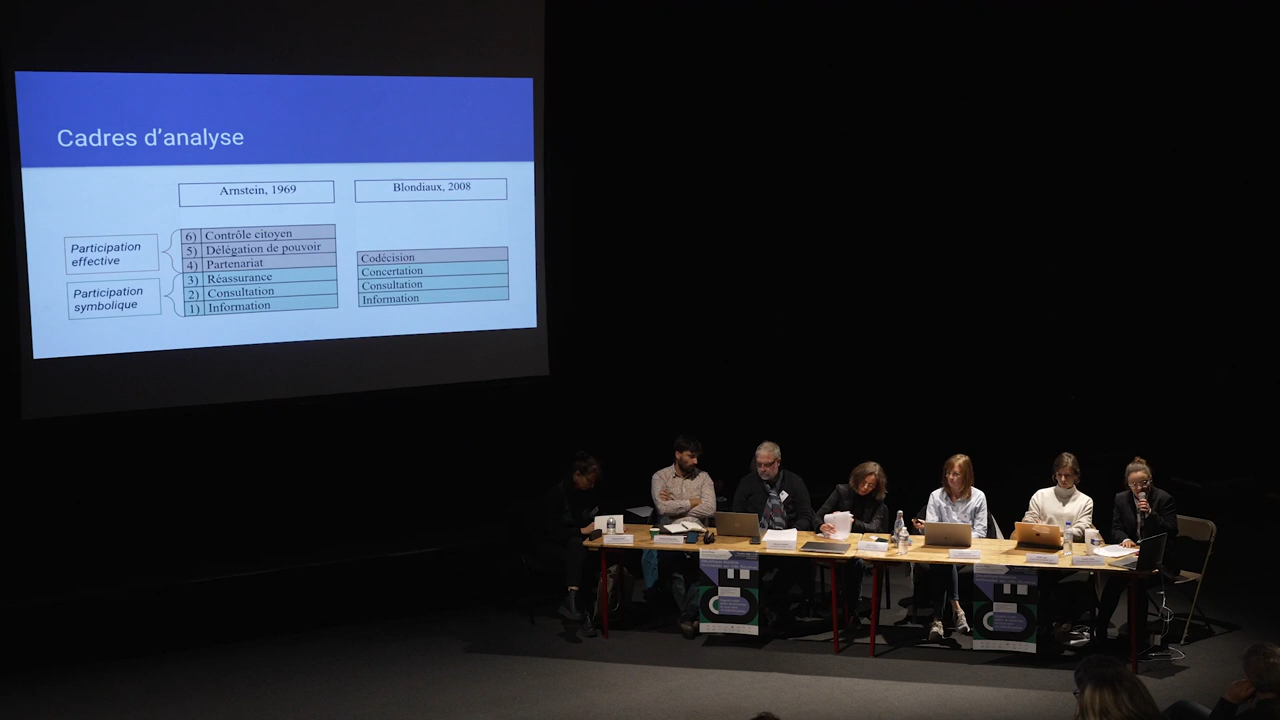 Cadres d'analyse
Arnstein, 1969
Blondiaux, 2008
Participation
effective
Participation
symbolique
6) Contrôle citoyen
5) Délégation de pouvoir
4) Partenariat
3) Réassurance
2) Consultation
1) Information
Codécision
Concertation
Consultation
Information